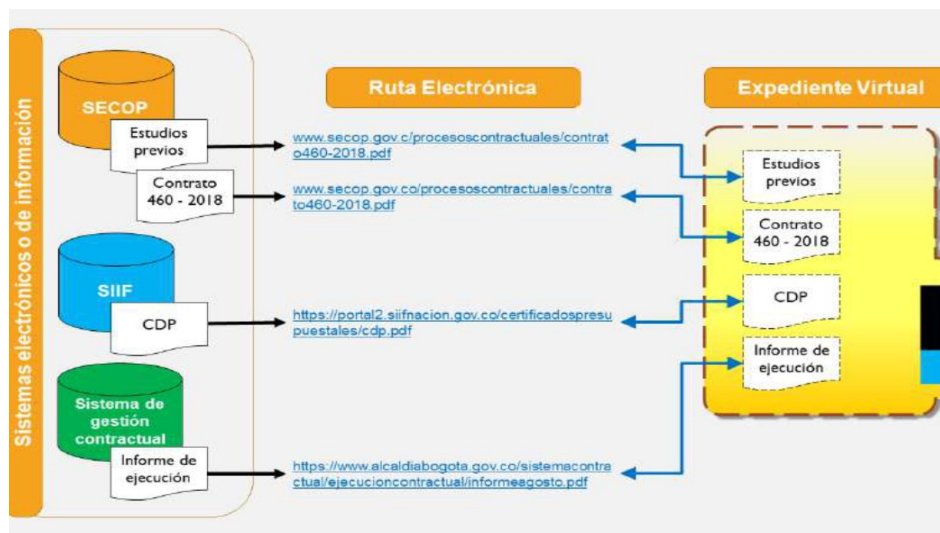 Sistemas electrónicos o de información
SECOP
Estudios
previos
Contrato
460 - 2018
SIIF
CDP
Sistema de
gestión
contractual
Informe de
ejecución
Ruta Electrónica
www.secop.gov.c/procesoscontractuales/contrat
o460-2018.pdf
www.secop.gov.co/procesoscontractuales/contra
to460-2018.pdf
https://portal2.siifnacion.gov.co/certificadospresu
puestales/cdp.pdf
https://www.alcaldiabogota.gov.co/sistemacontra
ctual/ejecucioncontractual/informeagosto.pdf
Expediente Virtual
Estudios
previos
Contrato
460 - 2018
CDP
Informe de
ejecución